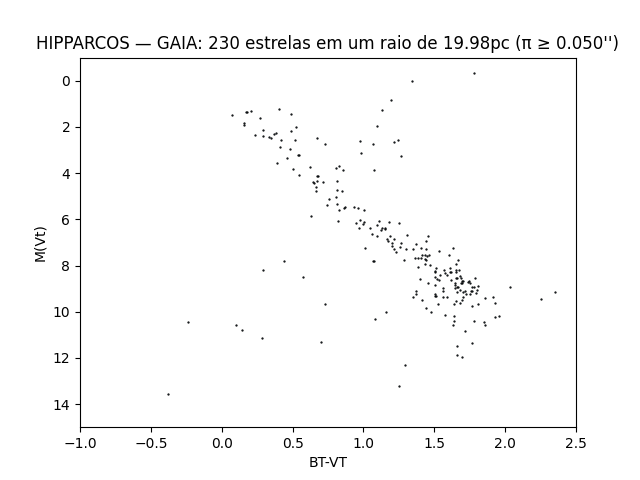 HIPPARCOS — GAIA: 230 estrelas em um raio de 19.98pc (π ≥ 0.050'')
0
2
4
6
8
10
12
14
M(Vt)
−1.0 −0.5 0.0 0.5 1.0 1.5 2.0 2.5
BT-VT